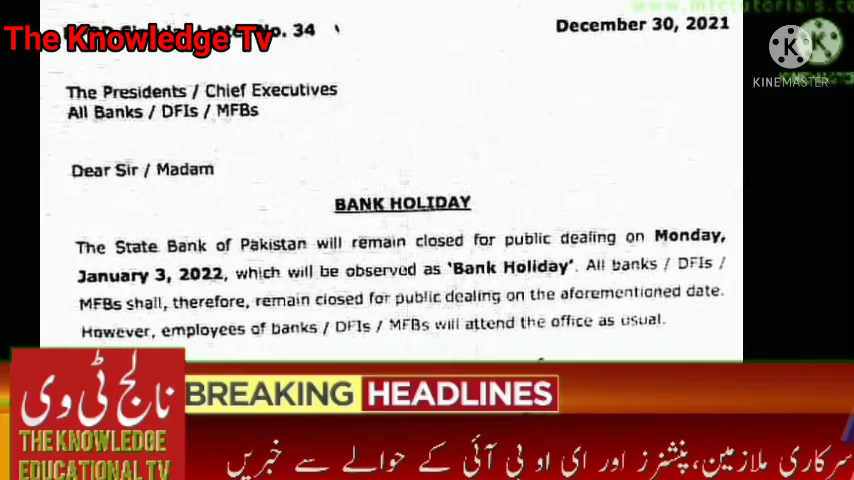 The Knowledge Tv
No. 34
December 30, 2021
KINEMASTER
The Presidents / Chief Executives
All Banks / DFIs / MFBs
Dear Sir / Madam
BANK HOLIDAY
The State Bank of Pakistan will remain closed for public dealing on Monday,
January 3, 2022, which will be observed as 'Bank Holiday'. All banks / DFIs /
MFBs shall, therefore, remain closed for public dealing on the aforementioned date.
However, employees of banks / DFIs / MFBs will attend the office as usual.
نالج ٹی وی
THE KNOWLEDGE
EDUCATIONAL TV
BREAKING HEADLINES
سرکاری ملازمین،پنشنرز اور ای او بی آئی کے حوالے سے خبریں